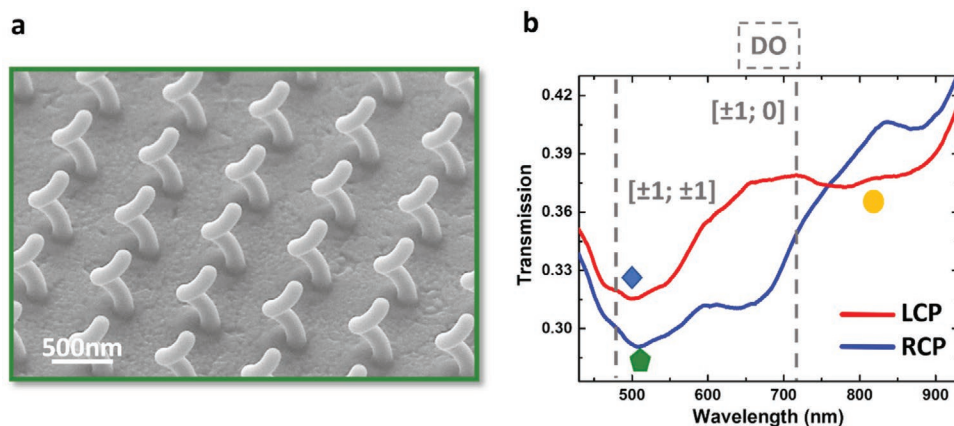 a
500nm
b
DO
[±1; 0]
[±1; ±1]
0.42
0.39
0.36
0.33
0.30
Transmission
LCP
RCP
500 600 700 800 900
Wavelength (nm)